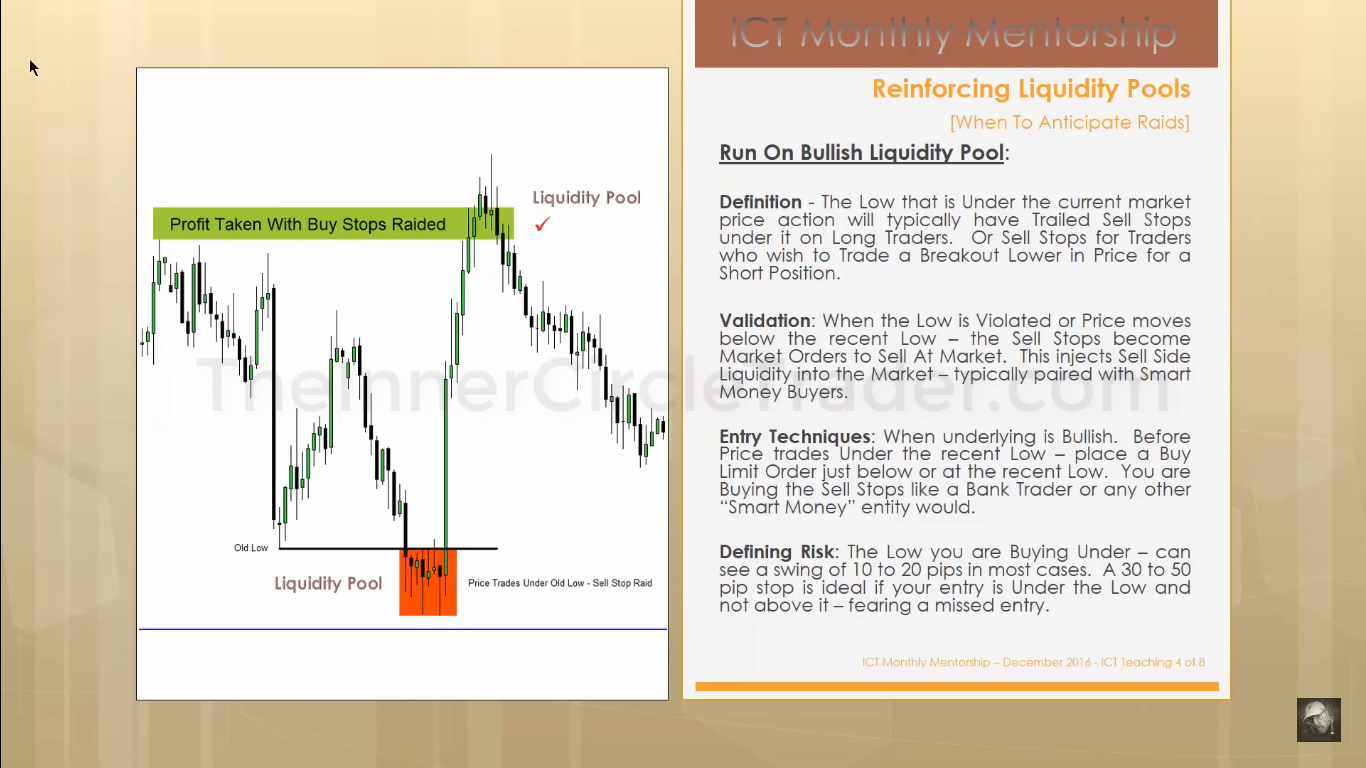 ICT Monthly Mentorship
Reinforcing Liquidity Pools
[When To Anticipate Raids]
Run On Bullish Liquidity Pool:
Definition - The Low that is Under the current market
price action will typically have Trailed Sell Stops
under it on Long Traders. Or Sell Stops for Traders
who wish to Trade a Breakout Lower in Price for a
Short Position.
Validation: When the Low is Violated or Price moves
below the recent Low – the Sell Stops become
Market Orders to Sell At Market. This injects Sell Side
Liquidity into the Market – typically paired with Smart
Money Buyers.
Entry Techniques: When underlying is Bullish. Before
Price trades Under the recent Low – place a Buy
Limit Order just below or at the recent Low. You are
Buying the Sell Stops like a Bank Trader or any other
“Smart Money” entity would.
Defining Risk: The Low you are Buying Under – can
see a swing of 10 to 20 pips in most cases. A 30 to 50
pip stop is ideal if your entry is Under the Low and
not above it – fearing a missed entry.
ICT Monthly Mentorship – December 2016 - ICT Teaching 4 of 8
Liquidity Pool
✓
Profit Taken With Buy Stops Raided
Old Low
Liquidity Pool
Price Trades Under Old Low - Sell Stop Raid
TheInnerCircleTrader.com